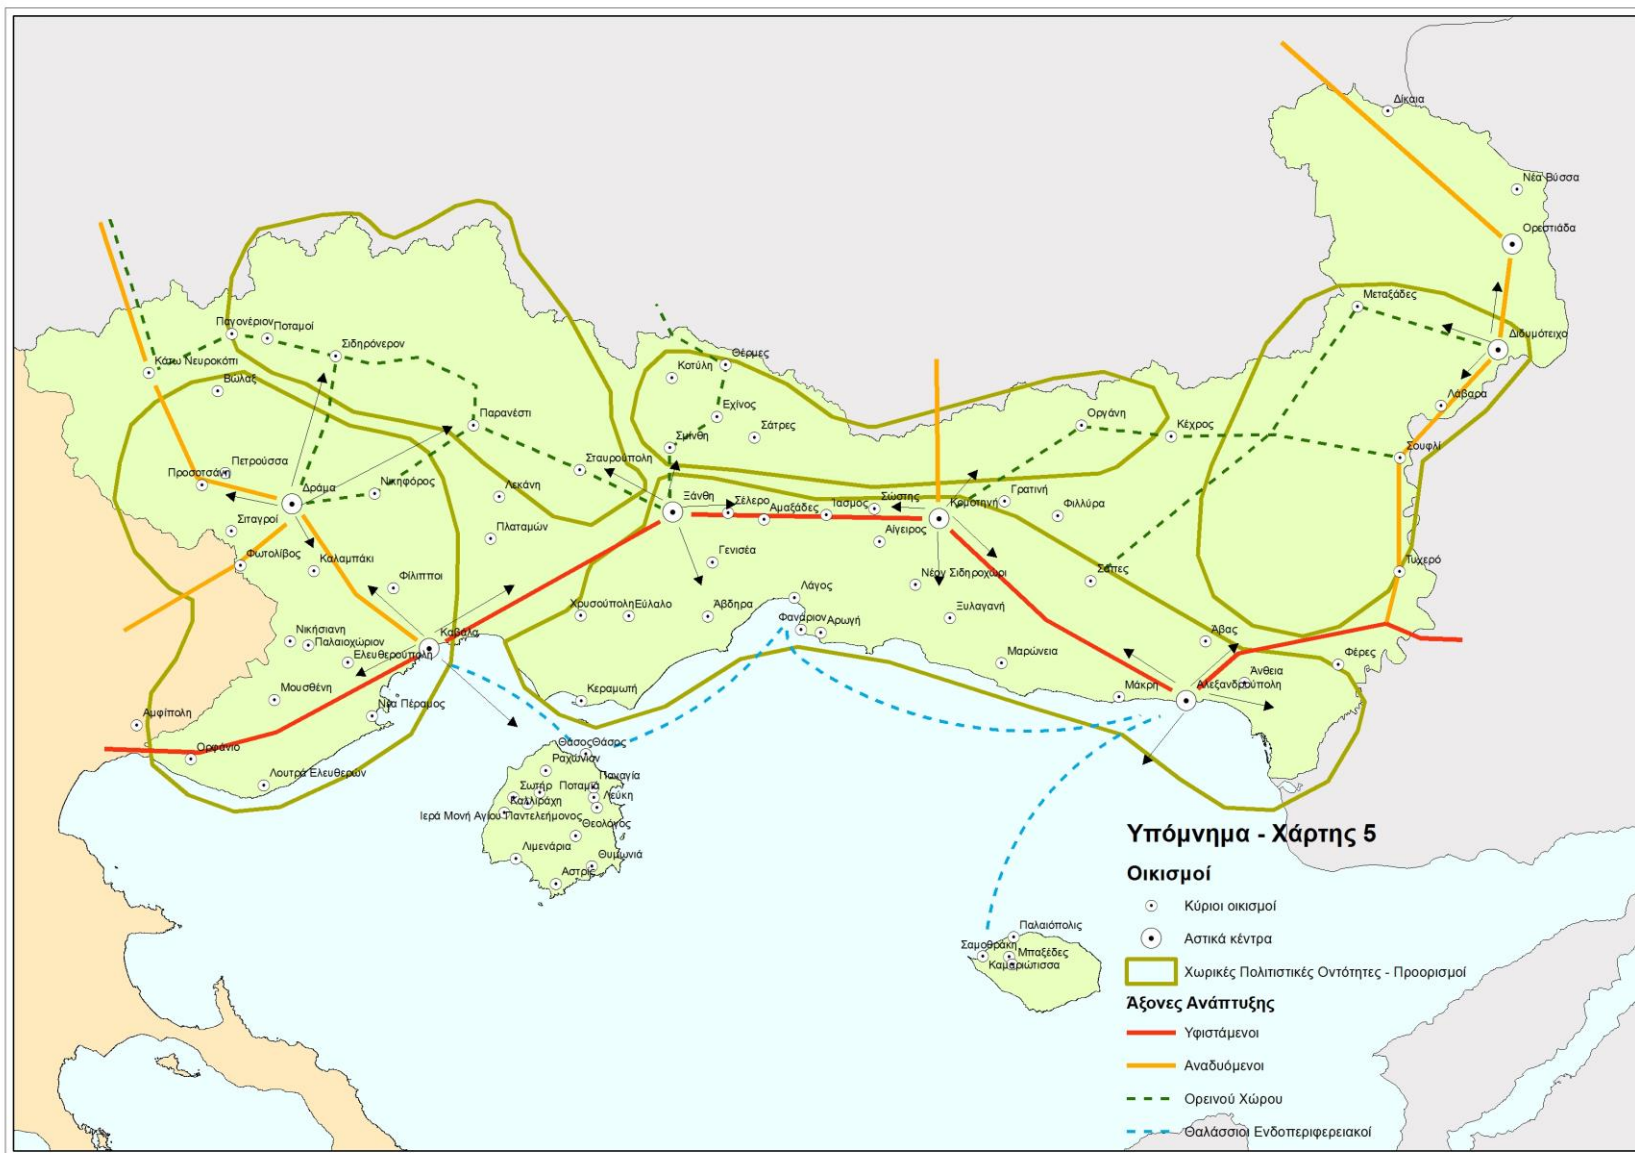 Δίκαια
Νέα Βύσσα
Ορεστιάδα
Μεταξάδες
Διδυμότειχο
Παγονέριον
Ποταμοί
Σιδηρόνερον
Κάτω Νευροκόπι
Θέρμες
Κοτύλη
Βώλαξ
Λάβαρα
Παρανέστι
Εχίνος
Οργάνη
Κέχρος
Σάτρες
Σμίνθη
Σουφλί
Πετρούσσα
Προσοτσάνη
Σταυρούπολη
Δράμα
Νικηφόρος
Λεκάνη
Ξάνθη
Σέλερο
Αμαξάδες
Ίασμος
Σώστης
Κομοτηνή
Γρατινή
Φιλλύρα
Σιταγροί
Πλαταμών
Αίγειρος
Φωτολίβος
Καλαμπάκι
Γενισέα
Τυχερό
Φίλιπποι
Νέον Σιδηροχώρι
Σάπες
Λάγος
Χρυσούπολη
Εύλαλο
Άβδηρα
Ξυλαγανή
Φανάριον
Αρωγή
Νικήσιανη
Παλαιοχώριον
Καβάλα
Άβας
Ελευθερούπολη
Μαρώνεια
Φέρες
Άνθεια
Μουσθένη
Κεραμωτή
Μάκρη
Αλεξανδρούπολη
Νέα Πέραμος
Αμφίπολη
Ορφάνιο
Θάσος
Θάσος
Ραχώνιον
Λουτρά Ελευθερών
Παναγία
Σωτήρ
Ποταμιά
Λεύκη
Καλλιράχη
Ιερά Μονή Αγίου Παντελεήμονος
Θεολόγος
Λιμενάρια
Θυμωνιά
Αστρίς
Παλαιόπολις
Σαμοθράκη
Μπαξέδες
Καμαριώτισσα
Υπόμνημα - Χάρτης 5
Οικισμοί
Κύριοι οικισμοί
Αστικά κέντρα
Χωρικές Πολιτιστικές Οντότητες - Προορισμοί
Άξονες Ανάπτυξης
Υφιστάμενοι
Αναδυόμενοι
Ορεινού Χώρου
Θαλάσσιοι Ενδοπεριφερειακοί